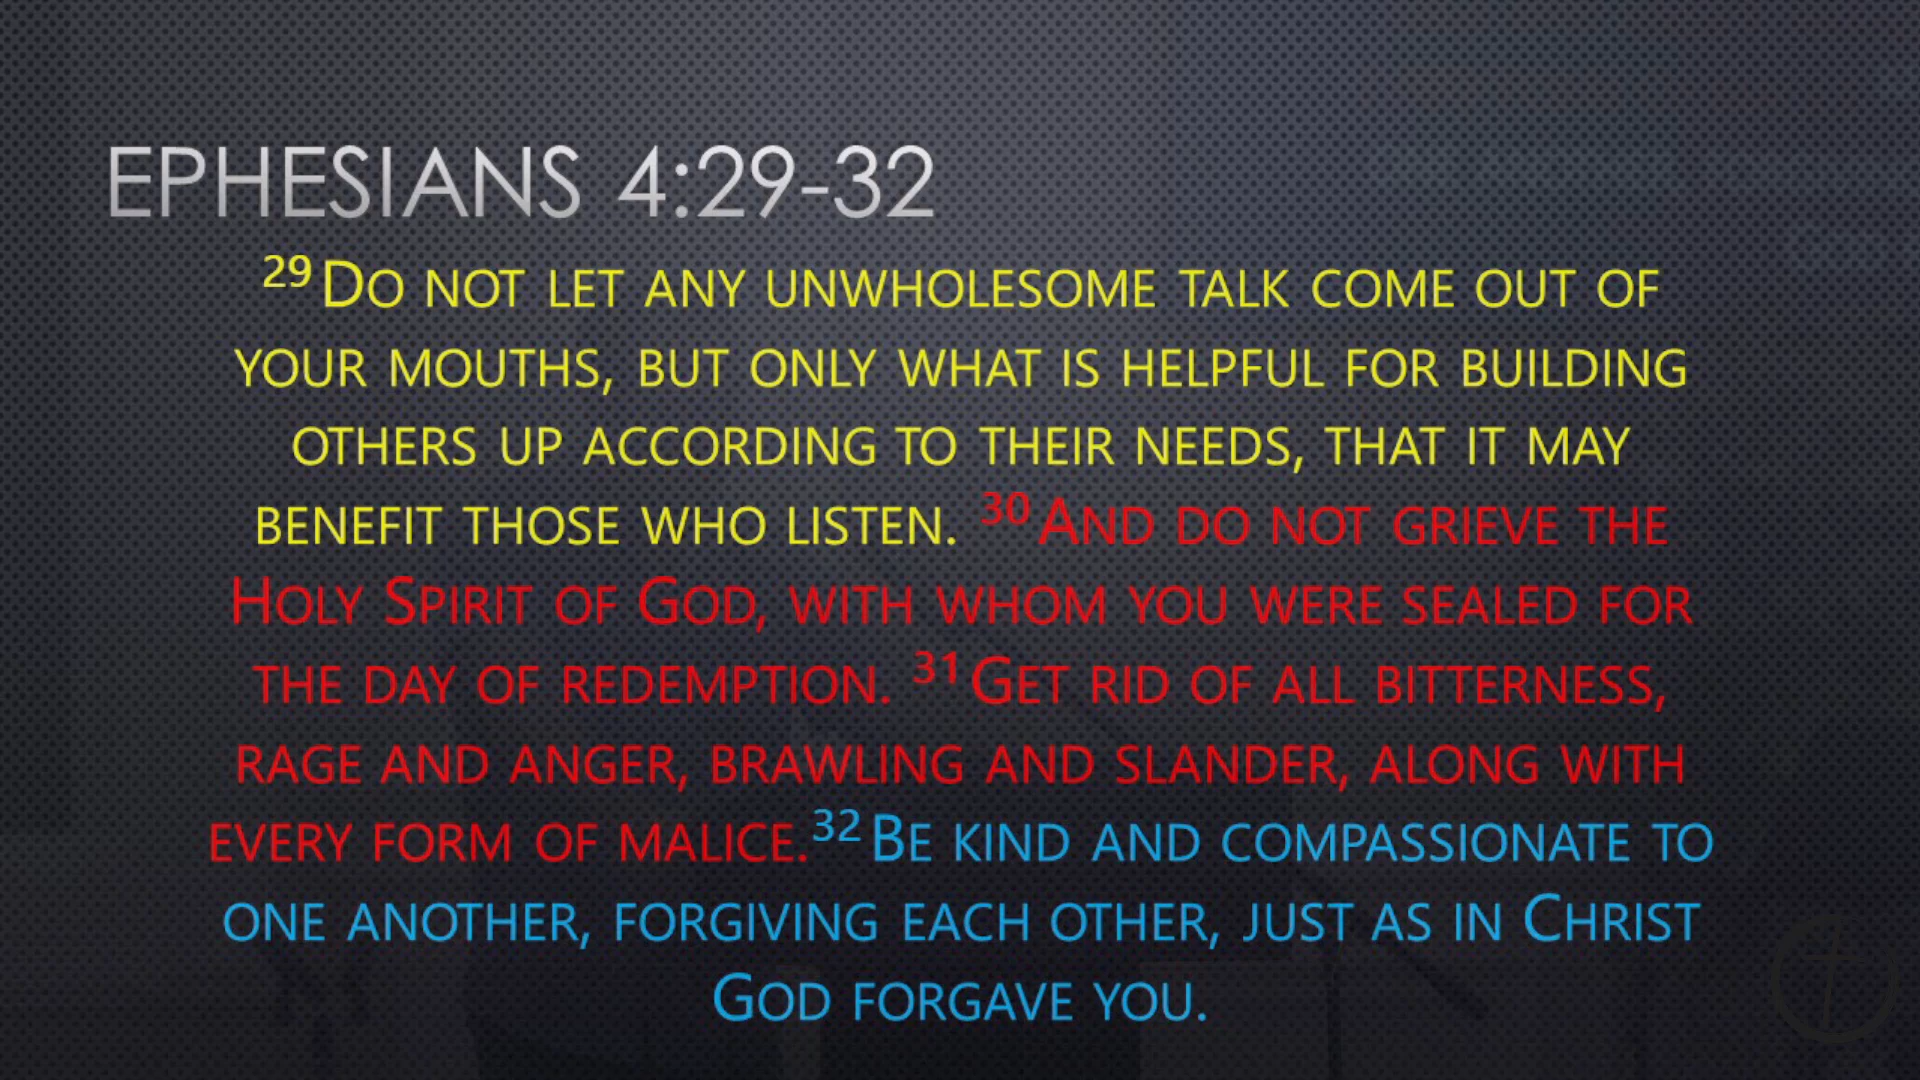 EPHESIANS 4:29-32
29 DO NOT LET ANY UNWHOLESOME TALK COME OUT OF
YOUR MOUTHS, BUT ONLY WHAT IS HELPFUL FOR BUILDING
OTHERS UP ACCORDING TO THEIR NEEDS, THAT IT MAY
BENEFIT THOSE WHO LISTEN. 30 AND DO NOT GRIEVE THE
HOLY SPIRIT OF GOD, WITH WHOM YOU WERE SEALED FOR
THE DAY OF REDEMPTION. 31 GET RID OF ALL BITTERNESS,
RAGE AND ANGER, BRAWLING AND SLANDER, ALONG WITH
EVERY FORM OF MALICE.32 BE KIND AND COMPASSIONATE TO
ONE ANOTHER, FORGIVING EACH OTHER, JUST AS IN CHRIST
GOD FORGAVE YOU.